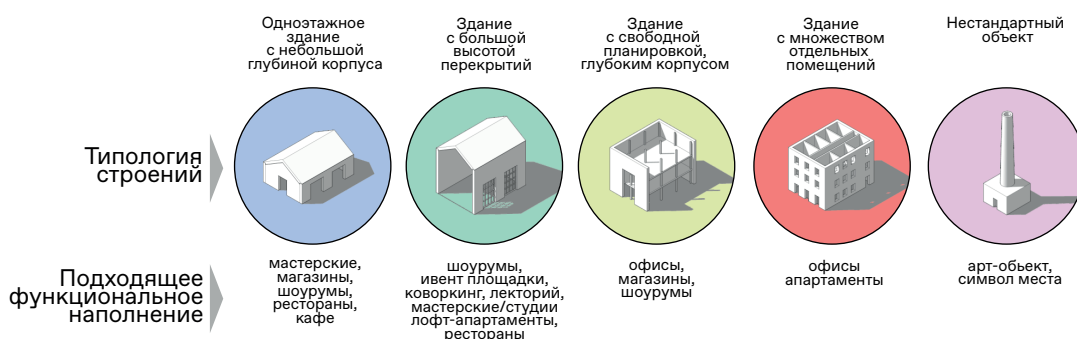 Одноэтажное
здание
с небольшой
глубиной корпуса
Здание
с большой
высотой
перекрытий
Здание
с свободной
планировкой,
глубоким корпусом
Здание
с множеством
отдельных
помещений
Нестандартный
объект
Типология
строений
Подходящее
функциональное
наполнение
мастерские,
магазины,
шоурумы,
рестораны,
кафе
шоурумы,
ивент площадки,
коворкинг, лекторий,
мастерские/студии
лофт-апартаменты,
рестораны
офисы,
магазины,
шоурумы
офисы
апартаменты
арт-обьект,
символ места